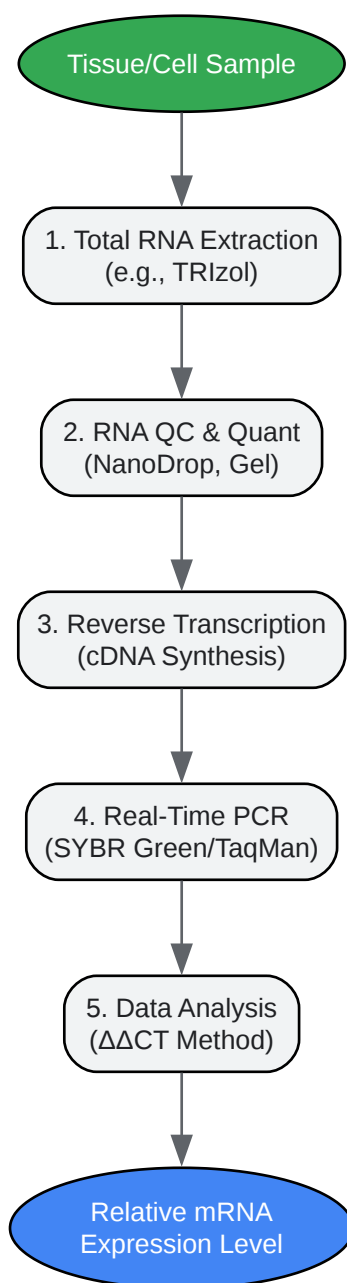 Tissue/Cell Sample
1. Total RNA Extraction
(e.g., TRIzol)
2. RNA QC & Quant
(NanoDrop, Gel)
3. Reverse Transcription
(cDNA Synthesis)
4. Real-Time PCR
(SYBR Green/TaqMan)
5. Data Analysis
(ΔΔCT Method)
Relative mRNA
Expression Level